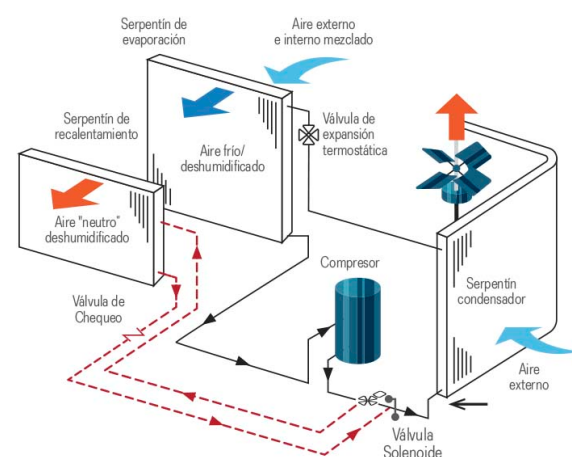 Serpentín de
evaporación
Aire externo
e interno mezclado
Serpentín de
recalentamiento
Aire frío/
deshumidificado
Válvula de
expansión
termostática
Aire "neutro"
deshumidificado
Válvula de
Chequeo
Compresor
Serpentín
condensador
Aire
externo
Válvula
Solenoide